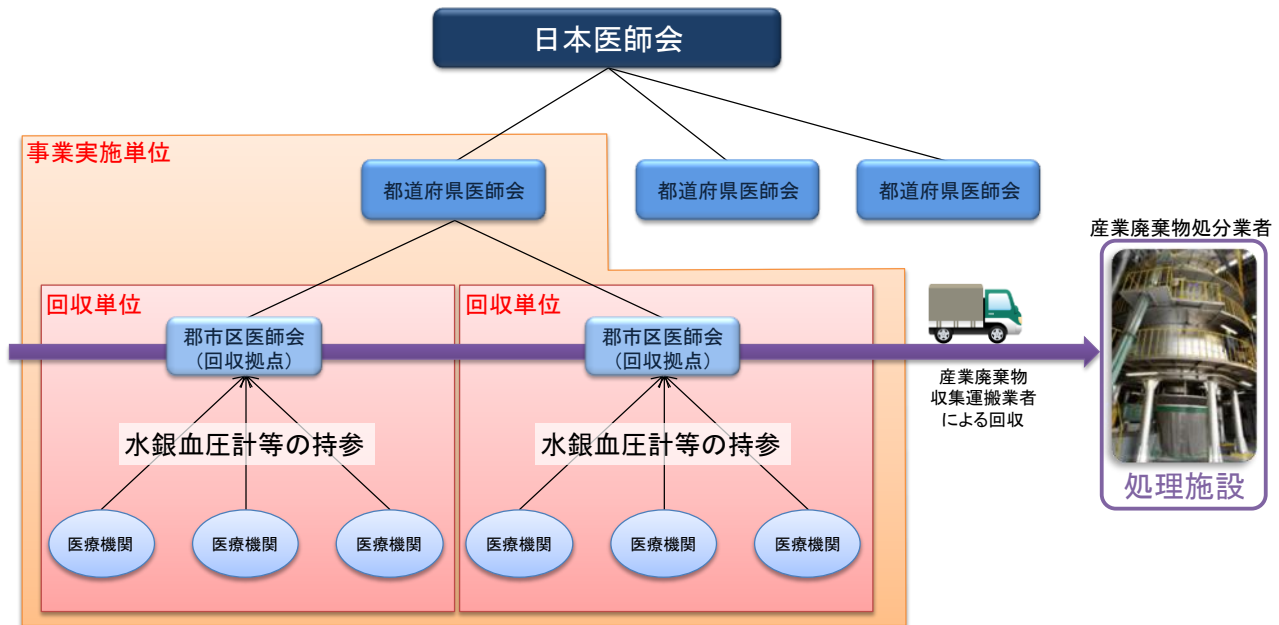 日本医師会
事業実施単位
都道府県医師会
都道府県医師会
都道府県医師会
産業廃棄物処分業者
回収単位
回収単位
郡市区医師会
(回収拠点)
郡市区医師会
(回収拠点)
産業廃棄物
収集運搬業者
による回収
水銀血圧計等の持参
水銀血圧計等の持参
処理施設
医療機関
医療機関
医療機関
医療機関
医療機関
医療機関